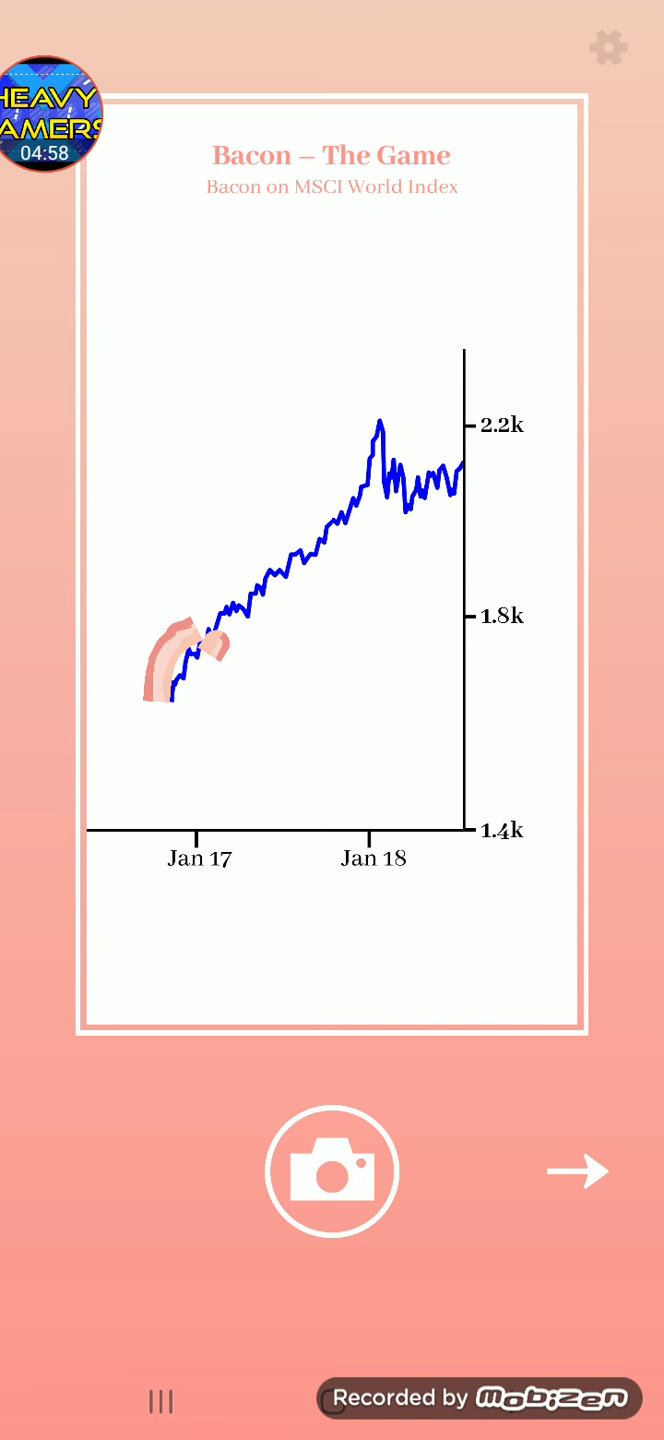 HEAVY
GAMERS
04:58
Bacon – The Game
Bacon on MSCI World Index
2.2k
1.8k
1.4k
Jan 17
Jan 18
Recorded by mobizen